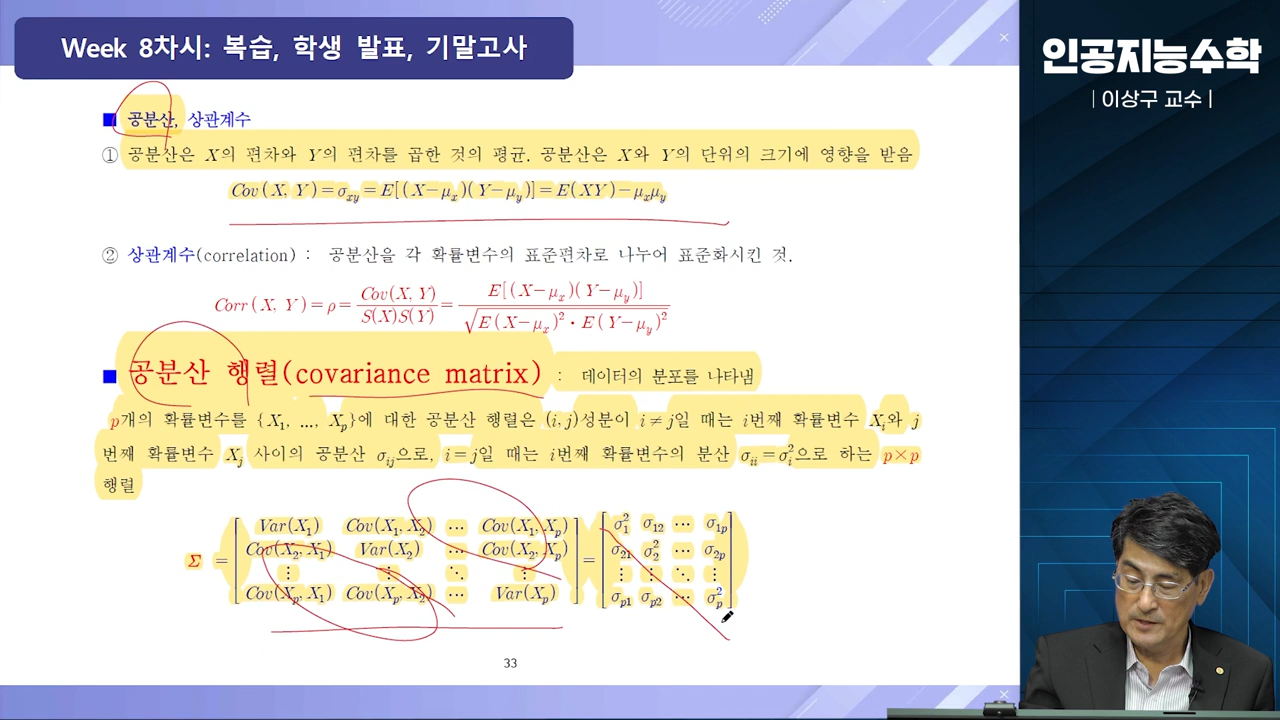 Week 8차시: 복습, 학생 발표, 기말고사
인공지능수학
| 이상구 교수 |
■ 공분산, 상관계수
① 공분산은 X의 편차와 Y의 편차를 곱한 것의 평균. 공분산은 X와 Y의 단위의 크기에 영향을 받음
Cov(X, Y)=σ_xy=E[(X−μ_x)(Y−μ_y)]=E(XY)−μ_xμ_y
② 상관계수(correlation) : 공분산을 각 확률변수의 표준편차로 나누어 표준화시킨 것.
Corr(X, Y)=ρ= Cov(X, Y) / S(X)S(Y) = E[(X−μ_x)(Y−μ_y)] / √E(X−μ_x)²・E(Y−μ_y)²
■ 공분산 행렬(covariance matrix) : 데이터의 분포를 나타냄
p개의 확률변수를 {X₁, ..., X_p}에 대한 공분산 행렬은 (i, j)성분이 i≠j일 때는 i번째 확률변수 X_i와 j
번째 확률변수 X_j 사이의 공분산 σ_ij으로, i=j일 때는 i번째 확률변수의 분산 σ_ii=σ_i²으로 하는 p×p
행렬
Var(X₁) Cov(X₁, X₂) ⋯ Cov(X₁, X_p) σ₁² σ₁₂ ⋯ σ_1p
Cov(X₂, X₁) Var(X₂) ⋯ Cov(X₂, X_p) σ₂₁ σ₂² ⋯ σ_2p
Σ = ⋮ ⋮ ⋱ ⋮ = ⋮ ⋮ ⋱ ⋮
Cov(X_p, X₁) Cov(X_p, X₂) ⋯ Var(X_p) σ_p1 σ_p2 ⋯ σ_p²
33